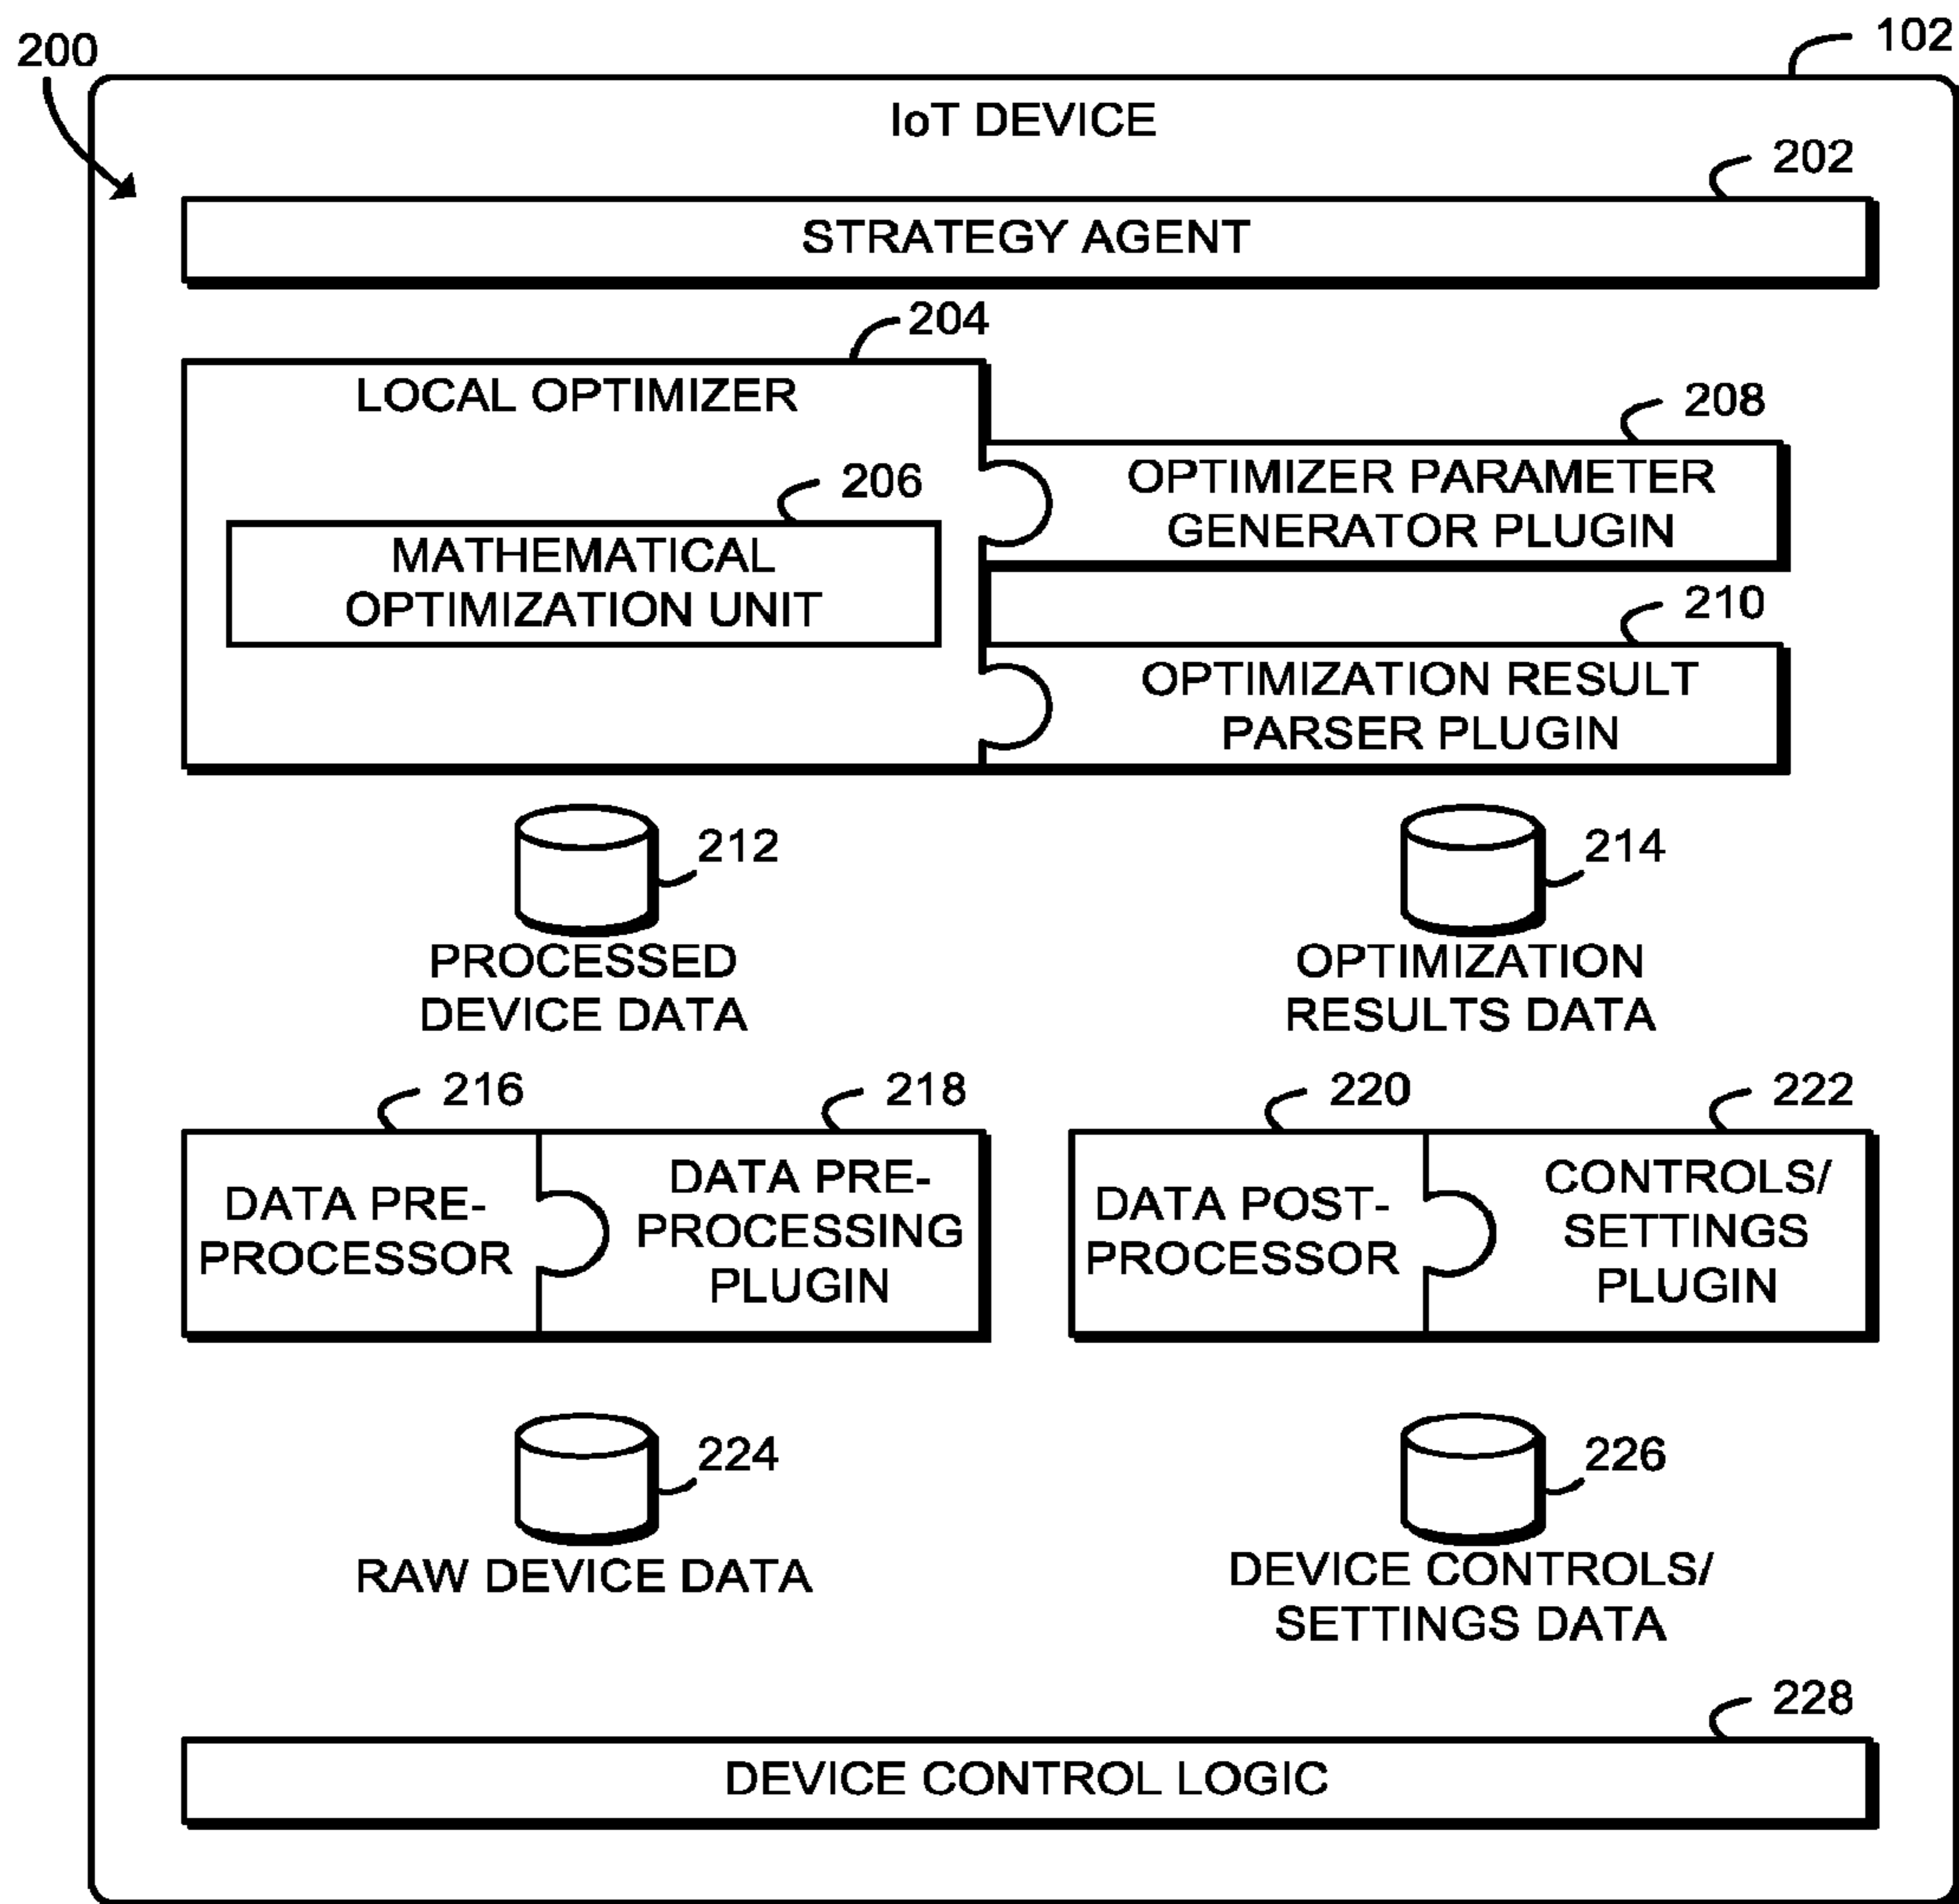 200
102
IoT DEVICE
202
STRATEGY AGENT
204
LOCAL OPTIMIZER
208
206
OPTIMIZER PARAMETER
GENERATOR PLUGIN
MATHEMATICAL
OPTIMIZATION UNIT
210
OPTIMIZATION RESULT
PARSER PLUGIN
212
PROCESSED
DEVICE DATA
214
OPTIMIZATION
RESULTS DATA
216
DATA PRE-
PROCESSOR
218
DATA PRE-
PROCESSING
PLUGIN
220
DATA POST-
PROCESSOR
222
CONTROLS/
SETTINGS
PLUGIN
224
RAW DEVICE DATA
226
DEVICE CONTROLS/
SETTINGS DATA
228
DEVICE CONTROL LOGIC